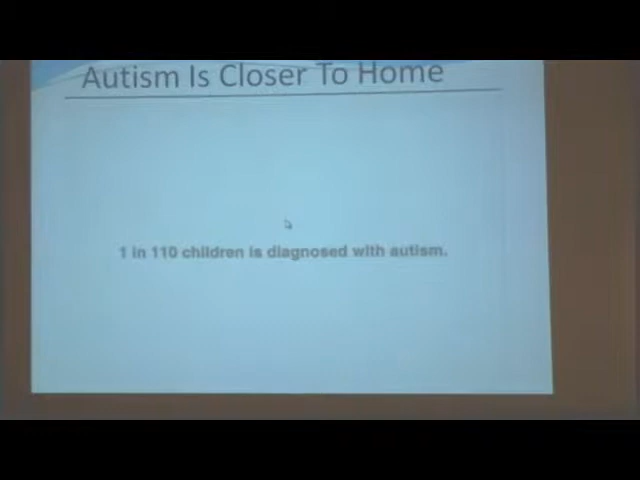 Autism Is Closer To Home
1 in 110 children is diagnosed with autism.